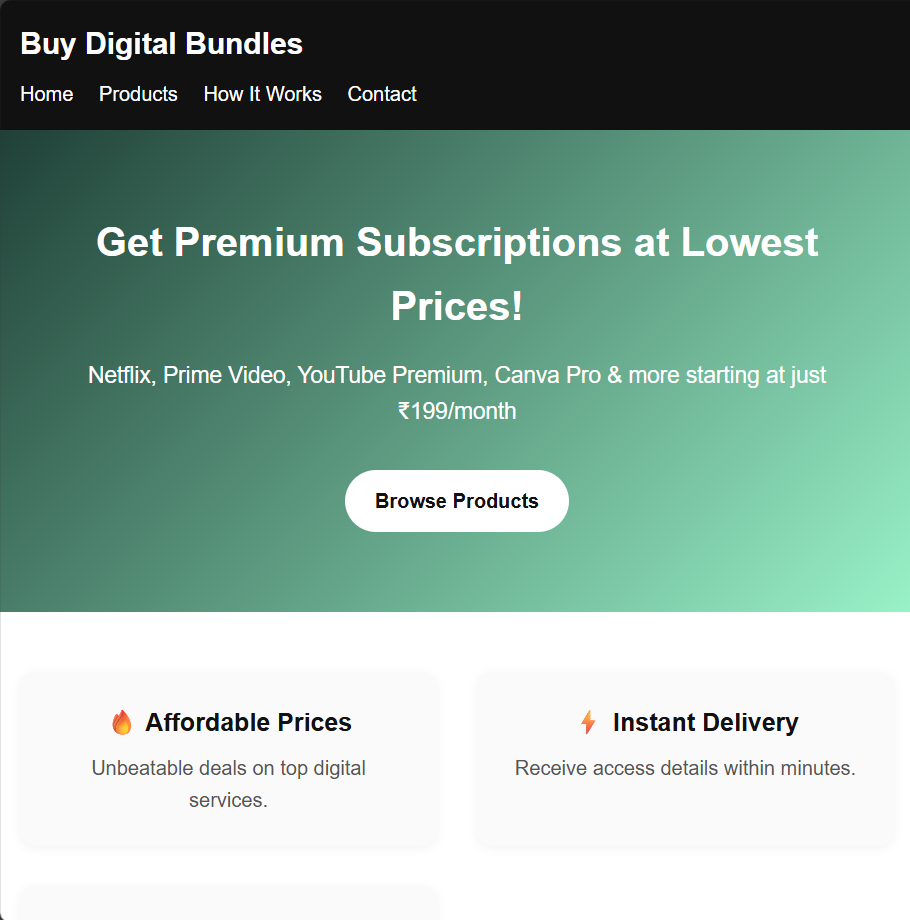 Buy Digital Bundles
Home Products How It Works Contact
Get Premium Subscriptions at Lowest
Prices!
Netflix, Prime Video, YouTube Premium, Canva Pro & more starting at just
₹199/month
Browse Products
🔥 Affordable Prices
Unbeatable deals on top digital
services.
⚡ Instant Delivery
Receive access details within minutes.